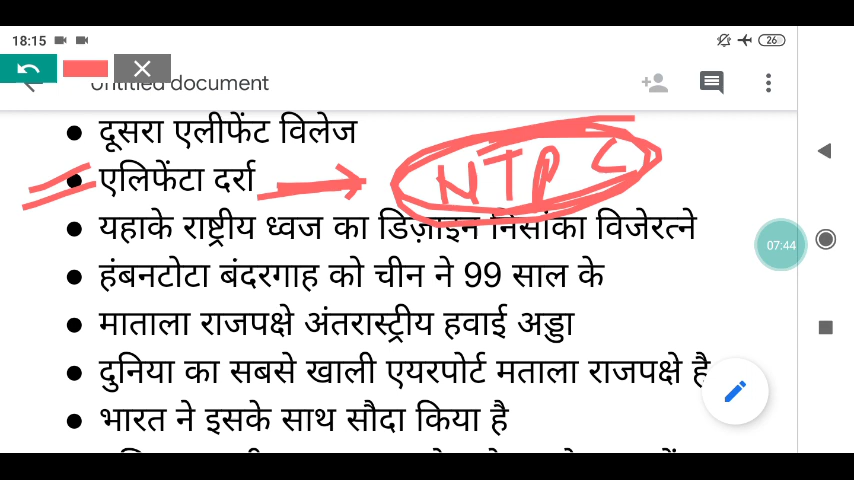 18:15 26
Untitled document
दूसरा एलीफेंट विलेज
एलिफेंटा दर्रा NTPC
यहाके राष्ट्रीय ध्वज का डिज़ाइन निसांका विजेरत्ने
हंबनटोटा बंदरगाह को चीन ने 99 साल के
माताला राजपक्षे अंतरास्ट्रीय हवाई अड्डा
दुनिया का सबसे खाली एयरपोर्ट मताला राजपक्षे है
भारत ने इसके साथ सौदा किया है
07:44